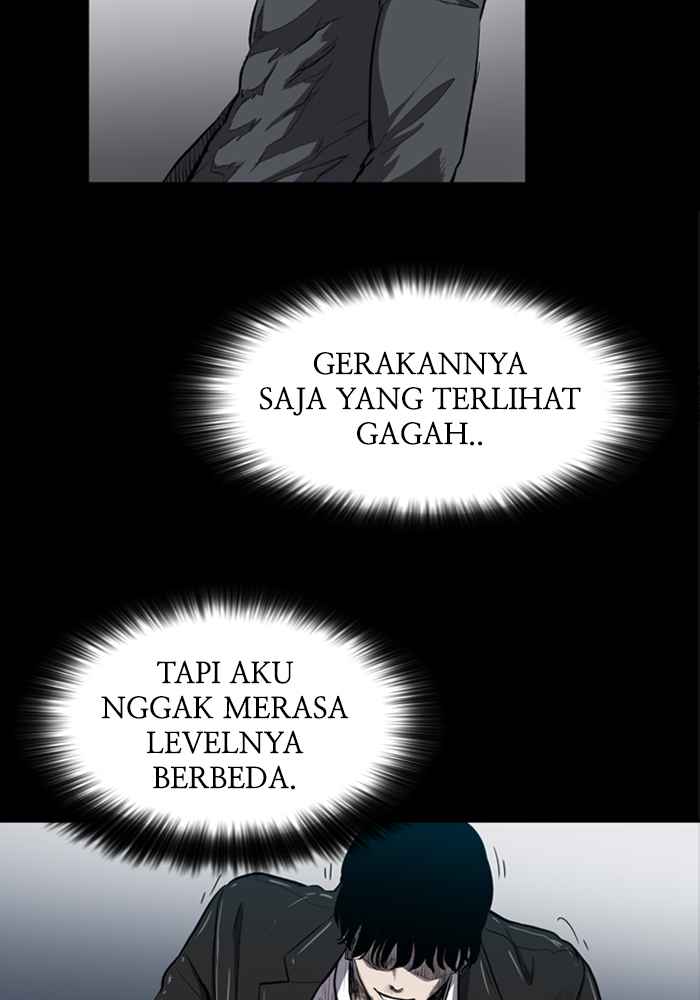 GERAKANNYA
SAJA YANG TERLIHAT
GAGAH..
TAPI AKU
NGGAK MERASA
LEVELNYA
BERBEDA.